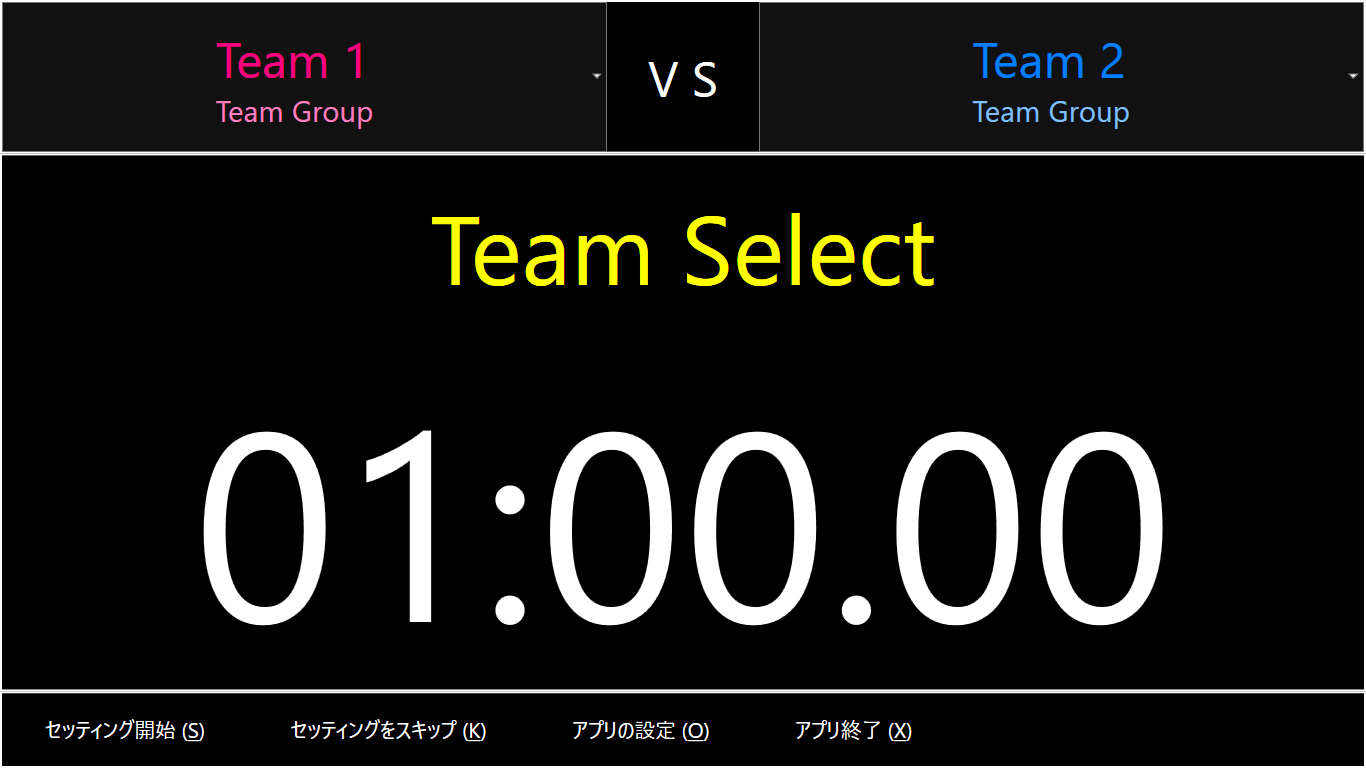 Team 1
Team Group
V S
Team 2
Team Group
Team Select
01:00.00
セッティング開始 (S)
セッティングをスキップ (K)
アプリの設定 (O)
アプリ終了 (X)